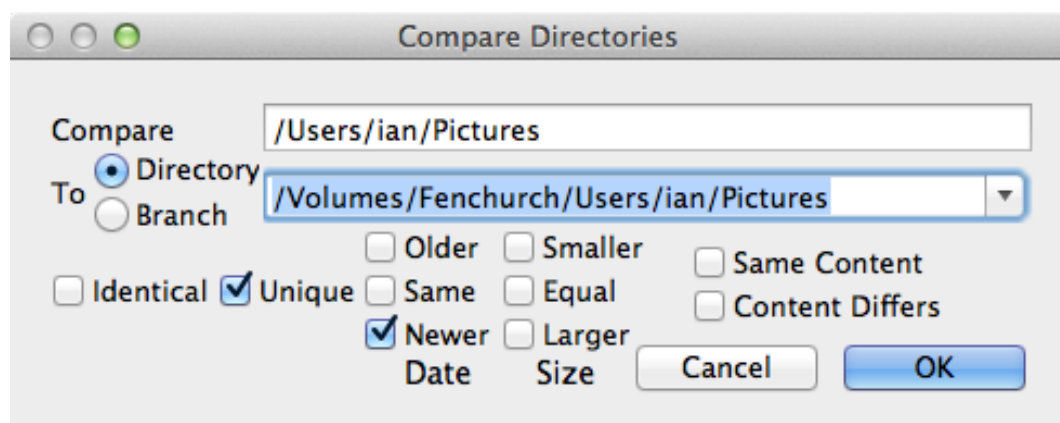 Compare Directories
Compare /Users/ian/Pictures
To Directory /Volumes/Fenchurch/Users/ian/Pictures
Branch
Older Smaller Same Content
Identical Unique Same Equal Content Differs
Newer Larger
Date Size Cancel OK